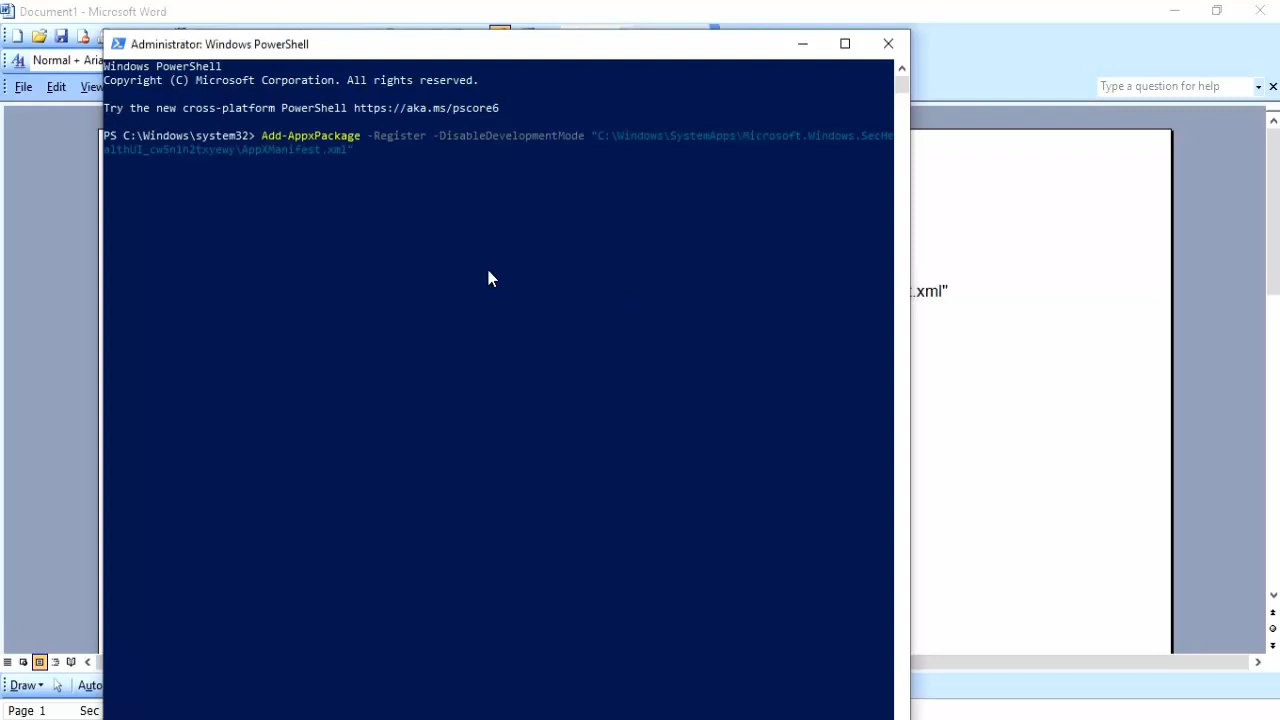 Document1 - Microsoft Word
Administrator: Windows PowerShell
Normal + Aria
File Edit View
Type a question for help
Windows PowerShell
Copyright (C) Microsoft Corporation. All rights reserved.
Try the new cross-platform PowerShell https://aka.ms/pscore6
PS C:\Windows\system32> Add-AppxPackage -Register -DisableDevelopmentMode "C:\Windows\SystemApps\Microsoft.Windows.SecHe
althUI_cw5n1h2txyewy\AppXManifest.xml"
t.xml"
Draw Auto
Page 1 Sec